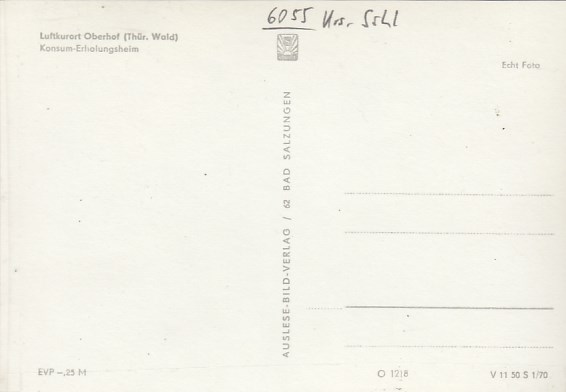 6055 Krs. Suhl
Luftkurort Oberhof (Thür. Wald)
Konsum-Erholungsheim
Echt Foto
AUSLESE-BILD-VERLAG / 62 BAD SALZUNGEN
EVP -,25 M
O 1218
V 11 50 S 1/70